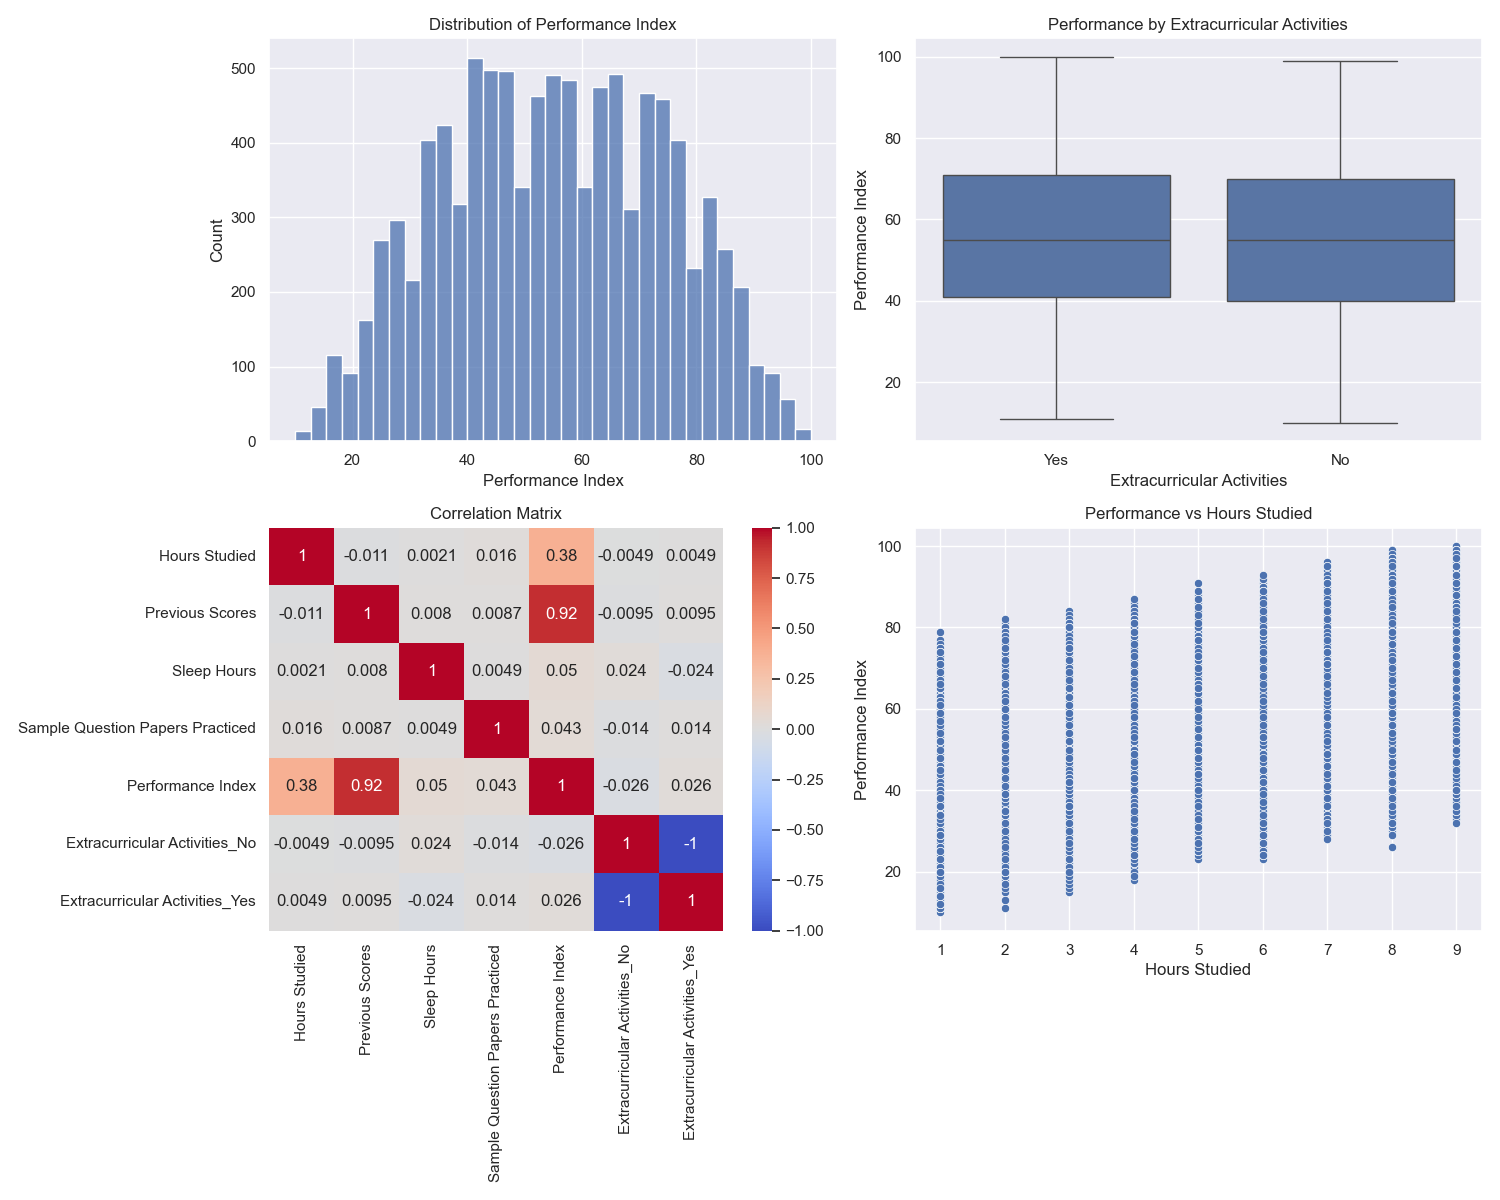 Distribution of Performance Index
500
400
300
200
100
0
Count
20 40 60 80 100
Performance Index
Performance by Extracurricular Activities
100
80
60
40
20
Performance Index
Yes No
Extracurricular Activities
Correlation Matrix
Hours Studied 1 -0.011 0.0021 0.016 0.38 -0.0049 0.0049
Previous Scores -0.011 1 0.008 0.0087 0.92 -0.0095 0.0095
Sleep Hours 0.0021 0.008 1 0.0049 0.05 0.024 -0.024
Sample Question Papers Practiced 0.016 0.0087 0.0049 1 0.043 -0.014 0.014
Performance Index 0.38 0.92 0.05 0.043 1 -0.026 0.026
Extracurricular Activities_No -0.0049 -0.0095 0.024 -0.014 -0.026 1 -1
Extracurricular Activities_Yes 0.0049 0.0095 -0.024 0.014 0.026 -1 1
Hours Studied
Previous Scores
Sleep Hours
Sample Question Papers Practiced
Performance Index
Extracurricular Activities_No
Extracurricular Activities_Yes
1.00
0.75
0.50
0.25
0.00
−0.25
−0.50
−0.75
−1.00
Performance vs Hours Studied
100
80
60
40
20
Performance Index
1 2 3 4 5 6 7 8 9
Hours Studied